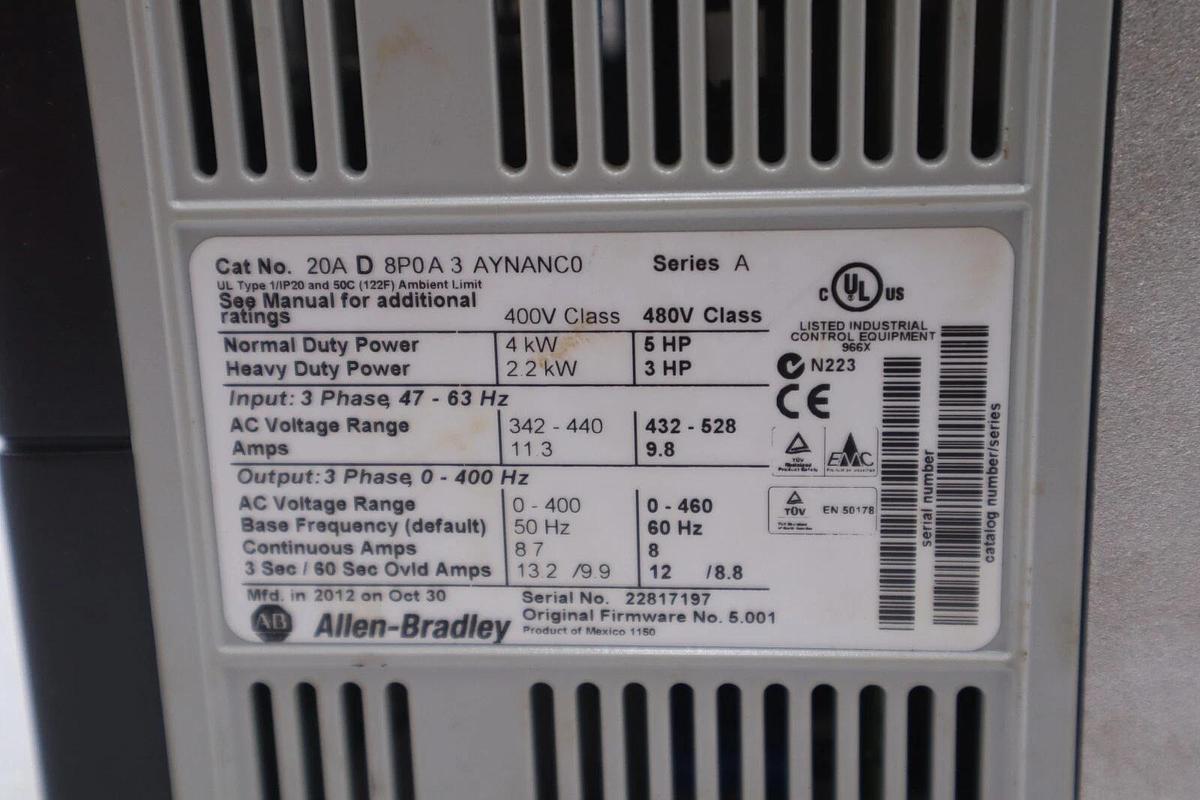 Cat No. 20A D 8P0A 3 AYNANC0 Series A
UL Type 1/IP20 and 50C (122F) Ambient Limit
See Manual for additional
ratings 400V Class 480V Class
Normal Duty Power 4 kW 5 HP
Heavy Duty Power 2.2 kW 3 HP
Input: 3 Phase, 47 - 63 Hz
AC Voltage Range 342 - 440 432 - 528
Amps 11.3 9.8
Output: 3 Phase, 0 - 400 Hz
AC Voltage Range 0 - 400 0 - 460
Base Frequency (default) 50 Hz 60 Hz
Continuous Amps 8 7 8
3 Sec / 60 Sec Ovld Amps 13.2 /9.9 12 /8.8
Mfd. in 2012 on Oct 30 Serial No. 22817197
AB Allen-Bradley Original Firmware No. 5.001
Product of Mexico 1150
C UL US
LISTED INDUSTRIAL
CONTROL EQUIPMENT
966X
N223
CE
TÜV
EMC
TÜV EN 50178
serial number
catalog number/series